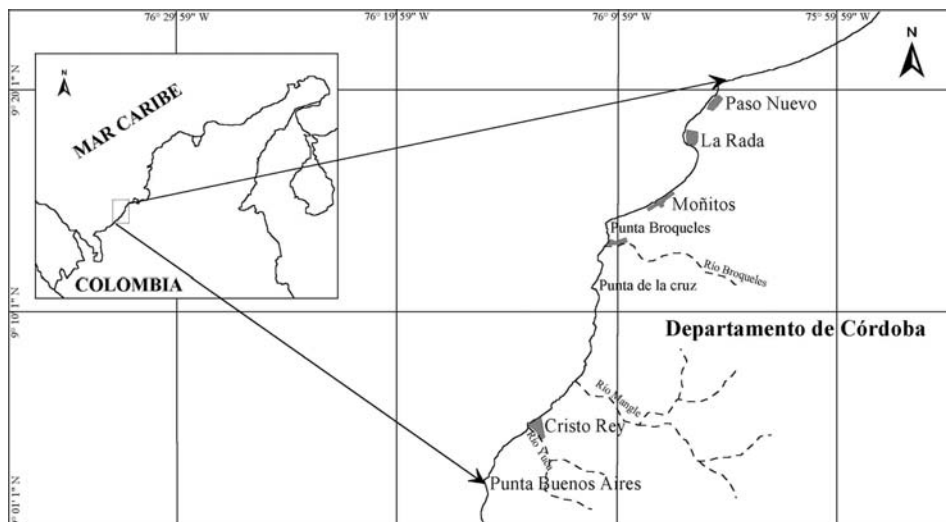 76° 29' 59" W
76° 19' 59" W
76° 9' 59" W
75° 59' 59" W
N
MAR CARIBE
COLOMBIA
N
9° 20' 1" N
Paso Nuevo
La Rada
Moñitos
Punta Broqueles
Río Broqueles
Punta de la cruz
9° 10' 1" N
Departamento de Córdoba
Río Mangle
Cristo Rey
Río Yuca
Punta Buenos Aires
01' 1" N